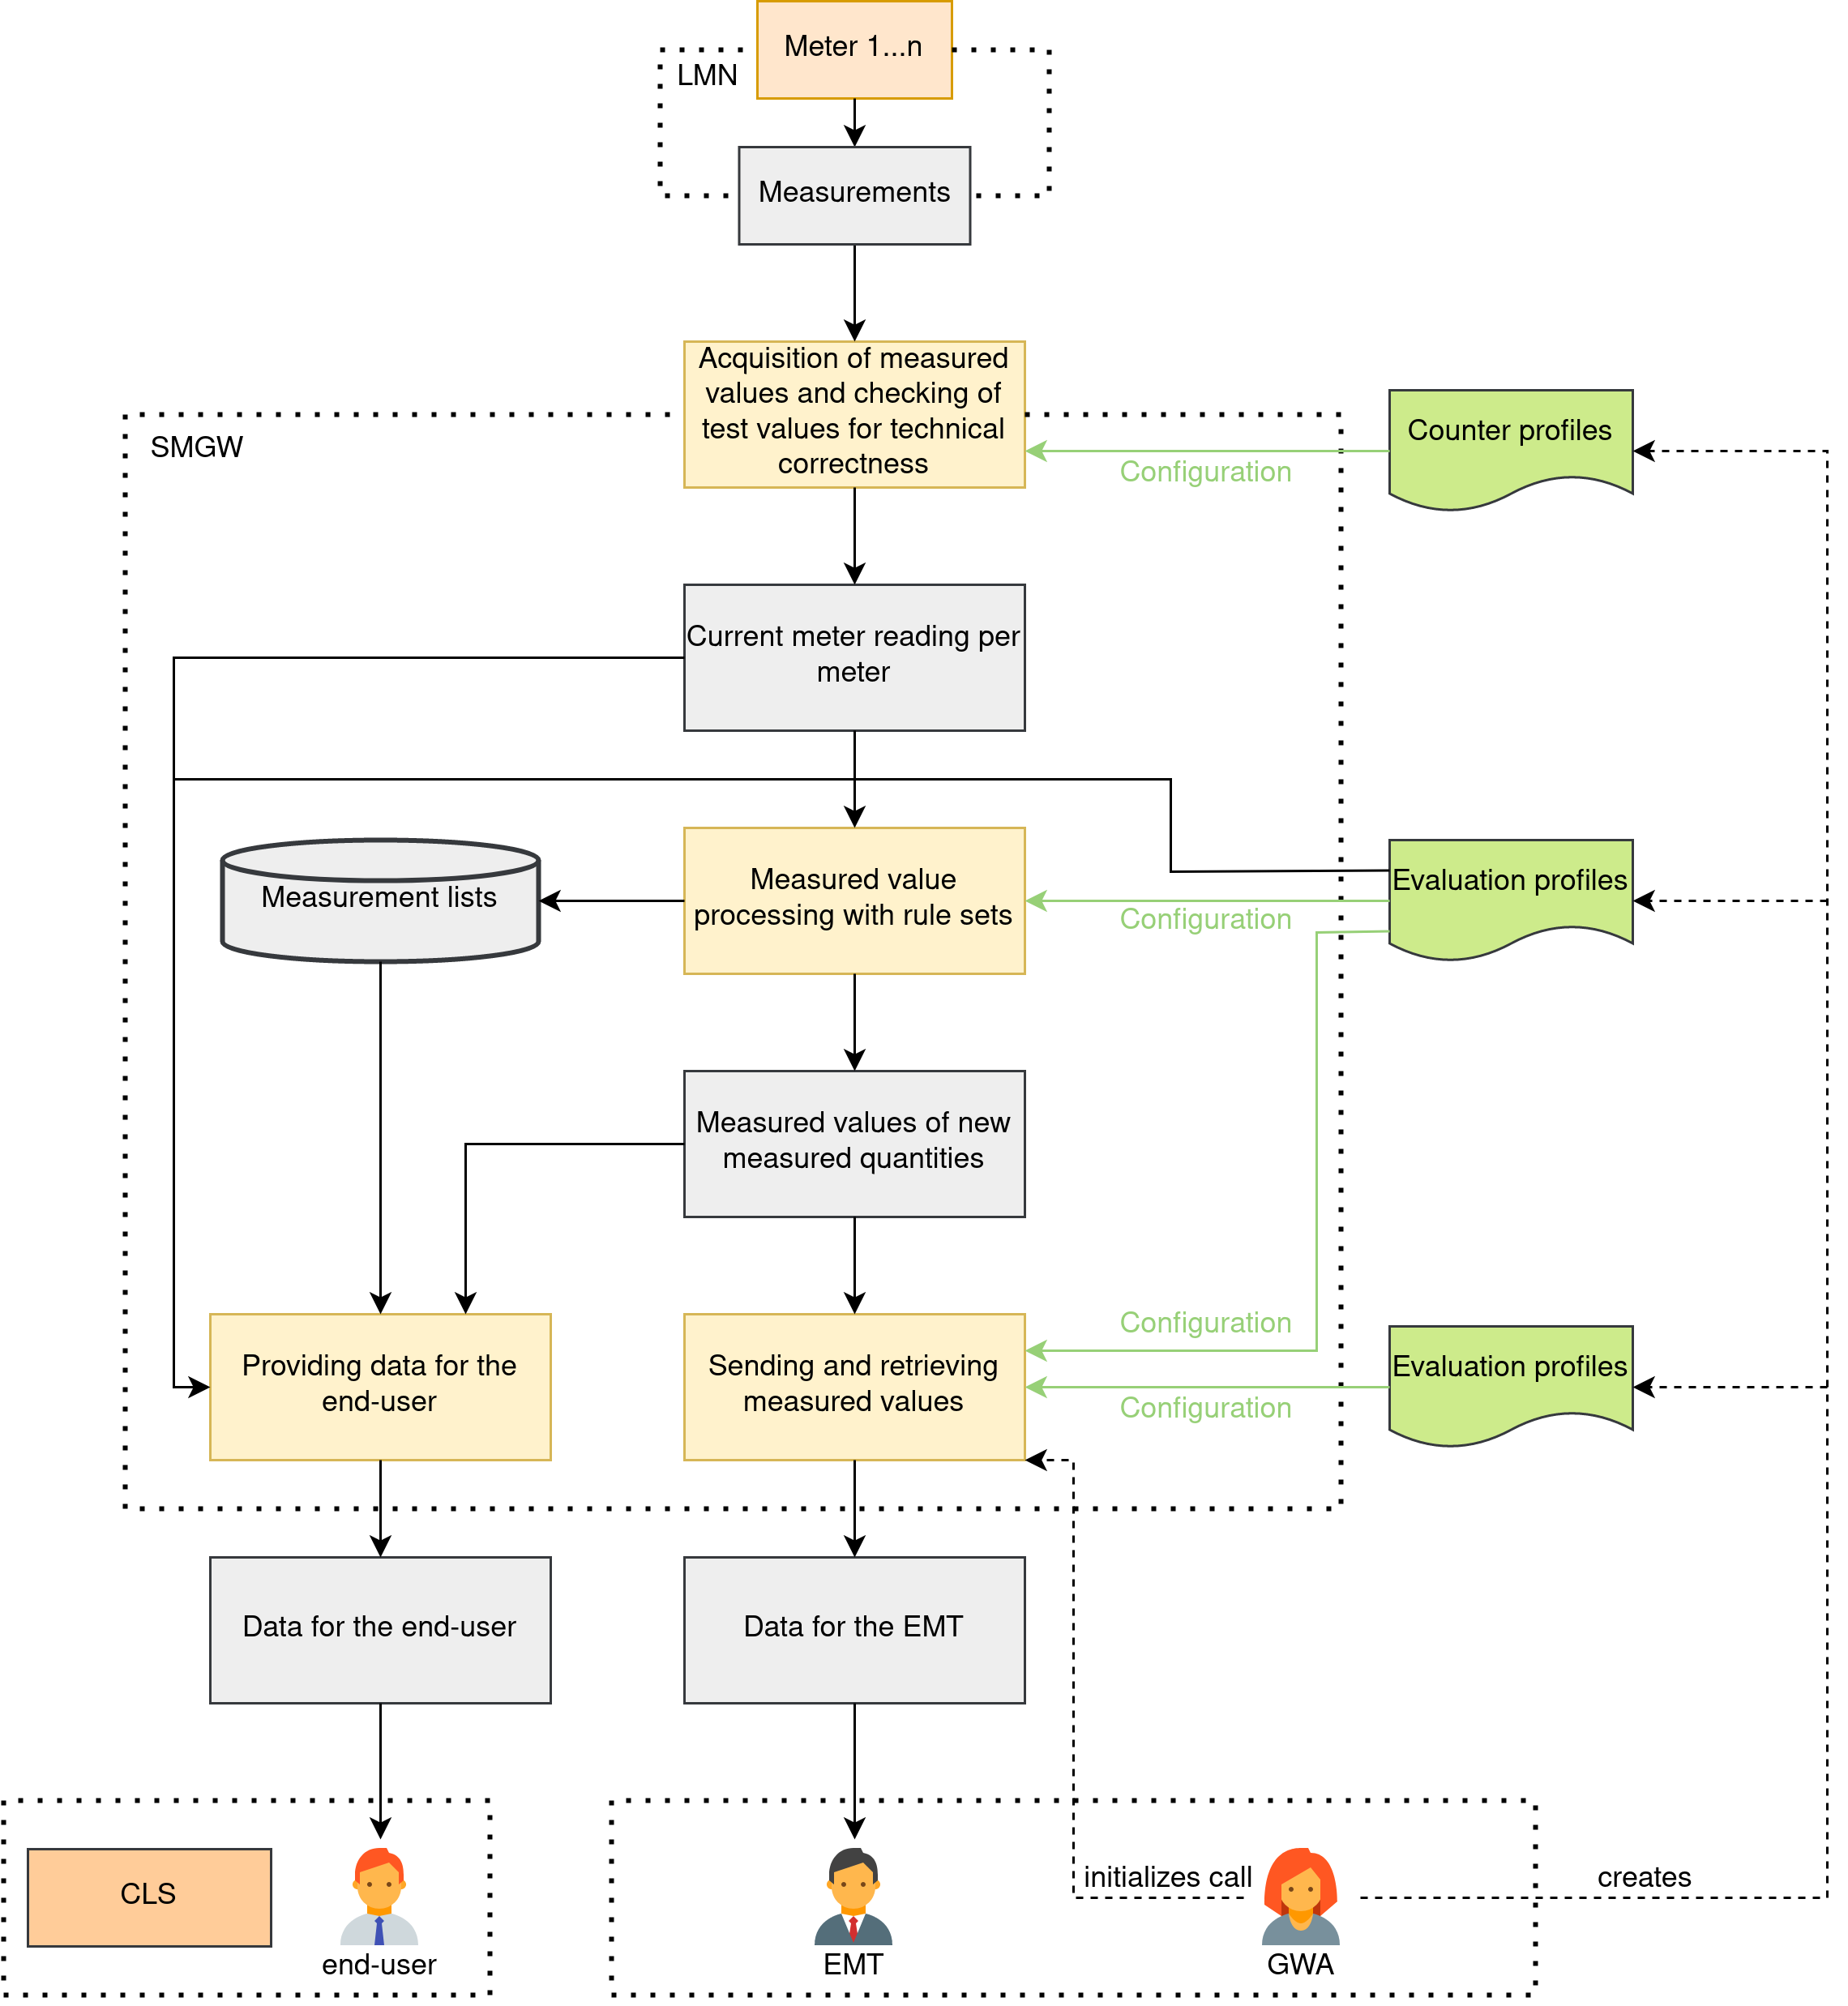 Meter 1...n
LMN
Measurements
Acquisition of measured
values and checking of
test values for technical
correctness
SMGW
Counter profiles
Configuration
Current meter reading per
meter
Measurement lists
Measured value
processing with rule sets
Evaluation profiles
Configuration
Measured values of new
measured quantities
Configuration
Providing data for the
end-user
Sending and retrieving
measured values
Evaluation profiles
Configuration
Data for the end-user
Data for the EMT
CLS
initializes call
creates
end-user
EMT
GWA